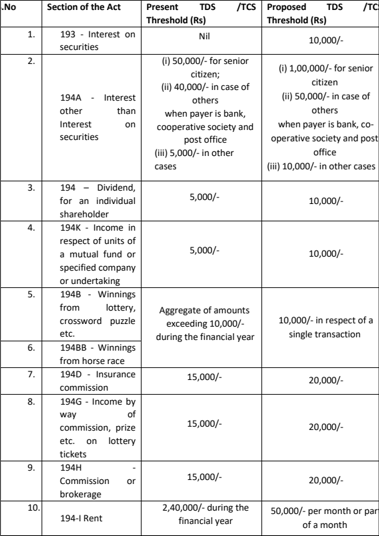 .No
Section of the Act
Present TDS /TCS
Threshold (Rs)
Proposed TDS /TC
Threshold (Rs)
1.
193 - Interest on
securities
Nil
10,000/-
2.
194A - Interest
other than
Interest on
securities
(i) 50,000/- for senior
citizen;
(ii) 40,000/- in case of
others
when payer is bank,
cooperative society and
post office
(iii) 5,000/- in other
cases
(i) 1,00,000/- for senior
citizen
(ii) 50,000/- in case of
others
when payer is bank, co-
operative society and post
office
(iii) 10,000/- in other cases
3.
194 – Dividend,
for an individual
shareholder
5,000/-
10,000/-
4.
194K - Income in
respect of units of
a mutual fund or
specified company
or undertaking
5,000/-
10,000/-
5.
194B - Winnings
from lottery,
crossword puzzle
etc.
Aggregate of amounts
exceeding 10,000/-
during the financial year
10,000/- in respect of a
single transaction
6.
194BB - Winnings
from horse race
7.
194D - Insurance
commission
15,000/-
20,000/-
8.
194G - Income by
way of
commission, prize
etc. on lottery
tickets
15,000/-
20,000/-
9.
194H -
Commission or
brokerage
15,000/-
20,000/-
10.
194-I Rent
2,40,000/- during the
financial year
50,000/- per month or par
of a month